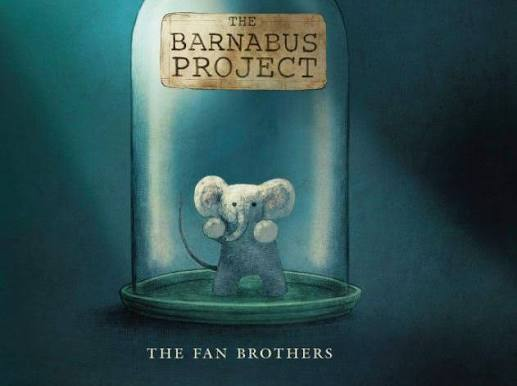 THE
BARNABUS
PROJECT
THE FAN BROTHERS